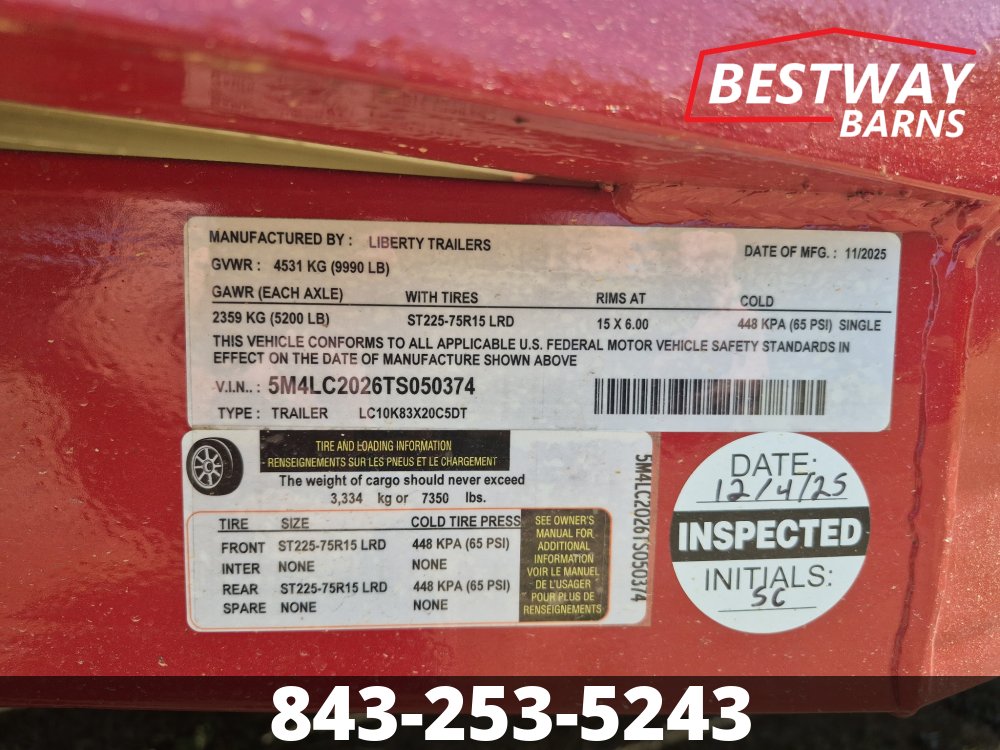 BESTWAY
BARNS
MANUFACTURED BY : LIBERTY TRAILERS
DATE OF MFG. : 11/2025
GVWR : 4531 KG (9990 LB)
GAWR (EACH AXLE) WITH TIRES RIMS AT COLD
2359 KG (5200 LB) ST225-75R15 LRD 15 X 6.00 448 KPA (65 PSI) SINGLE
THIS VEHICLE CONFORMS TO ALL APPLICABLE U.S. FEDERAL MOTOR VEHICLE SAFETY STANDARDS IN
EFFECT ON THE DATE OF MANUFACTURE SHOWN ABOVE
V.I.N.. : 5M4LC2026TS050374
TYPE : TRAILER LC10K83X20C5DT
TIRE AND LOADING INFORMATION
RENSEIGNEMENTS SUR LES PNEUS ET LE CHARGEMENT
The weight of cargo should never exceed
3,334 kg or 7350 lbs.
TIRE SIZE COLD TIRE PRESS
FRONT ST225-75R15 LRD 448 KPA (65 PSI)
INTER NONE NONE
REAR ST225-75R15 LRD 448 KPA (65 PSI)
SPARE NONE NONE
SEE OWNER'S
MANUAL FOR
ADDITIONAL
INFORMATION
VOIR LE MANUEL
DE L'USAGER
POUR PLUS DE
RENSEIGNEMENTS
5M4LC2026TS050374
DATE:
12/4/25
INSPECTED
INITIALS:
SC
843-253-5243